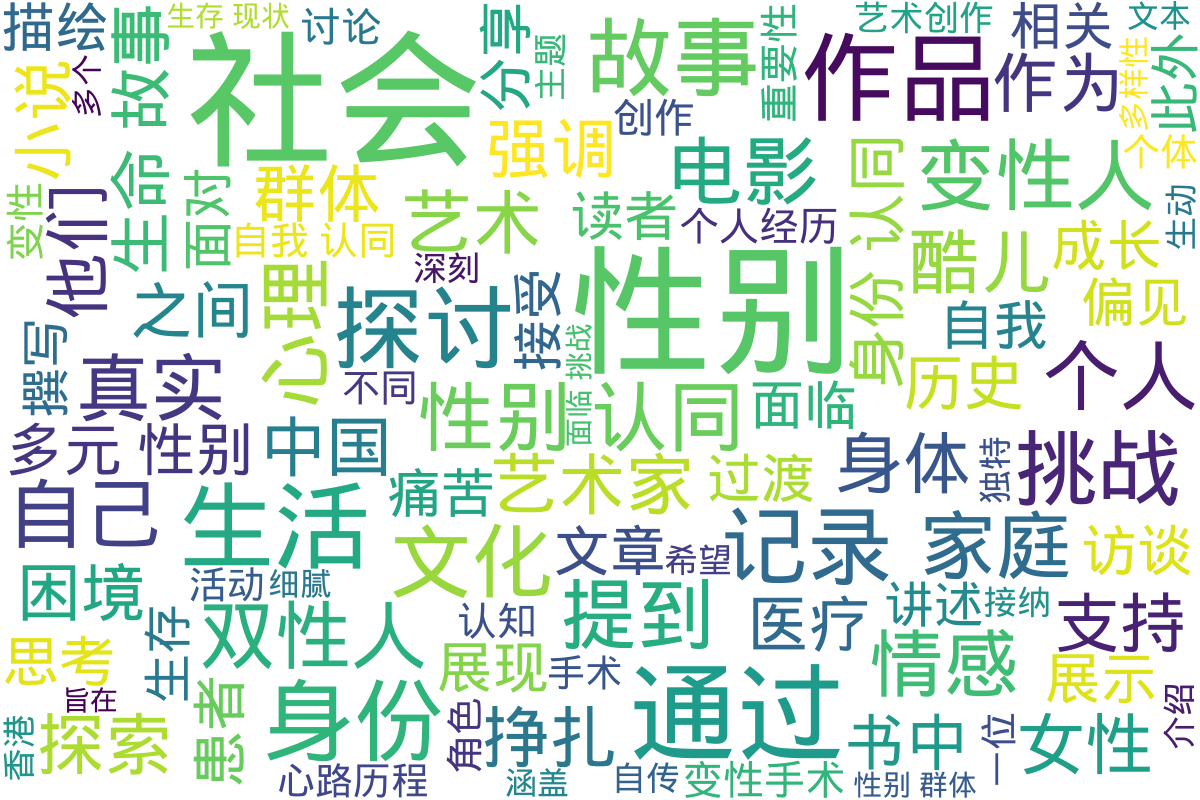 描绘
故事
生存 现状
讨论
分享
主题
故事
重要性
艺术创作
作品
相关
文本
小说
多个
社会
创作
作为
多样性
此外
强调
电影
变性人
个体
生命
面对
群体
艺术
读者
个人经历
身份 认同
变性
他们
自我 认同
深刻
酷儿
成长
生动
之间
心理
探讨
接受
性别
自我
偏见
撰写
真实
不同
挑战
面临
历史
个人
性别 认同
面临
多元 性别
中国
痛苦
艺术家
过渡
身体
独特
挑战
自己
生活
文化
文章
希望
记录
家庭
访谈
困境
活动
细腻
认知
提到
医疗
讲述
接纳
支持
思考
生存
双性人
展现
手术
情感
展示
旨在
探索
患者
身份
角色
挣扎
通过
书中
一位
女性
介绍
香港
心路历程
涵盖
自传
变性手术
性别 群体